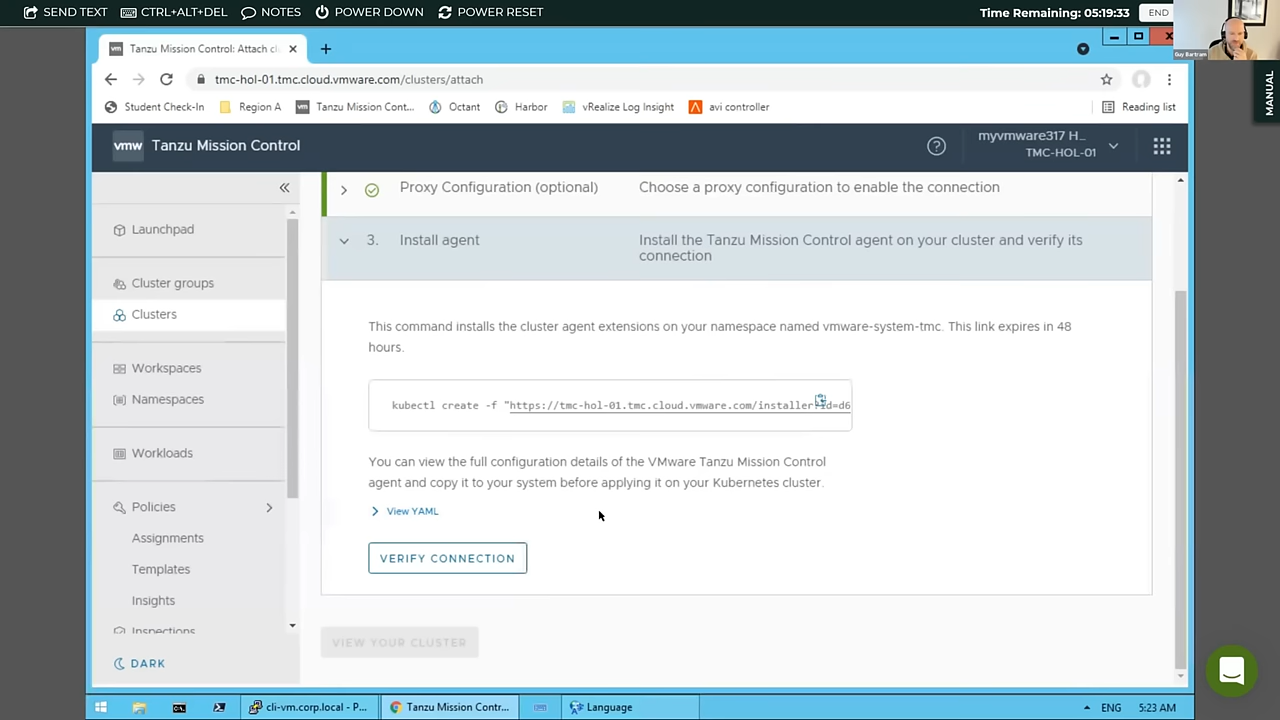 SEND TEXT CTRL+ALT+DEL NOTES POWER DOWN POWER RESET Time Remaining: 05:19:33 END
Guy Bertram
MANUAL
vmw Tanzu Mission Control: Attach cl
tmc-hol-01.tmc.cloud.vmware.com/clusters/attach
Student Check-In Region A vmw Tanzu Mission Cont... Octant Harbor vRealize Log Insight avi controller Reading list
vmw Tanzu Mission Control
myvmware317 H...
TMC-HOL-01
Launchpad
Cluster groups
Clusters
Workspaces
Namespaces
Workloads
Policies
Assignments
Templates
Insights
Inspections
DARK
Proxy Configuration (optional) Choose a proxy configuration to enable the connection
3. Install agent Install the Tanzu Mission Control agent on your cluster and verify its
connection
This command installs the cluster agent extensions on your namespace named vmware-system-tmc. This link expires in 48
hours.
kubectl create -f "https://tmc-hol-01.tmc.cloud.vmware.com/installer?id=d6
You can view the full configuration details of the VMware Tanzu Mission Control
agent and copy it to your system before applying it on your Kubernetes cluster.
View YAML
VERIFY CONNECTION
VIEW YOUR CLUSTER
cli-vm.corp.local - P... Tanzu Mission Contr... Language ENG 5:23 AM